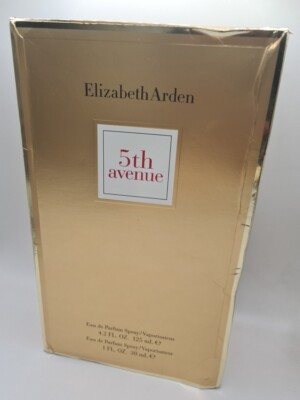 Elizabeth Arden
5th
avenue
Eau de Parfum Spray/Vaporisateur
4.2 FL. OZ. 125 ml. ℮
Eau de Parfum Spray/Vaporisateur
1 FL. OZ. 30 ml. ℮